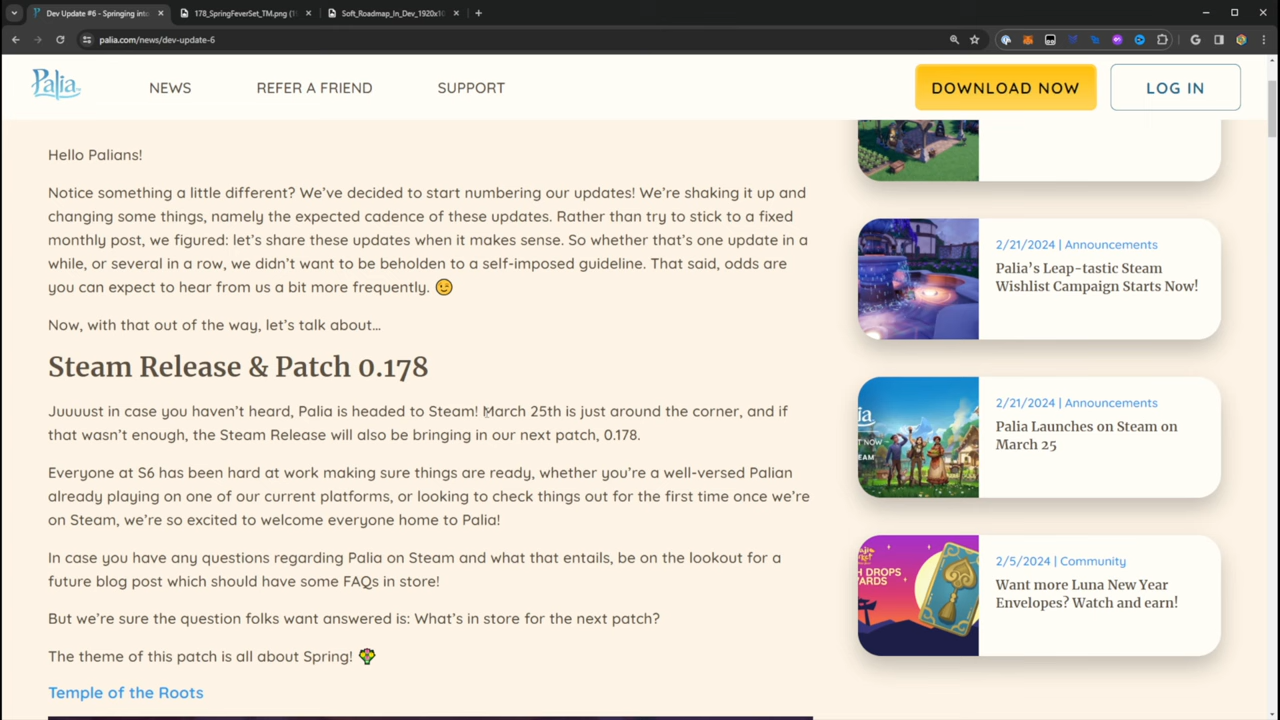 Dev Update #6 - Springing into
178_SpringFeverSet_TM.png (1
Soft_Roadmap_In_Dev_1920x10
palia.com/news/dev-update-6
Palia
NEWS
REFER A FRIEND
SUPPORT
DOWNLOAD NOW
LOG IN
Hello Palians!
Notice something a little different? We’ve decided to start numbering our updates! We’re shaking it up and
changing some things, namely the expected cadence of these updates. Rather than try to stick to a fixed
monthly post, we figured: let’s share these updates when it makes sense. So whether that’s one update in a
while, or several in a row, we didn’t want to be beholden to a self-imposed guideline. That said, odds are
you can expect to hear from us a bit more frequently. 😉
Now, with that out of the way, let’s talk about…
Steam Release & Patch 0.178
Juuuust in case you haven’t heard, Palia is headed to Steam! March 25th is just around the corner, and if
that wasn’t enough, the Steam Release will also be bringing in our next patch, 0.178.
Everyone at S6 has been hard at work making sure things are ready, whether you’re a well-versed Palian
already playing on one of our current platforms, or looking to check things out for the first time once we’re
on Steam, we’re so excited to welcome everyone home to Palia!
In case you have any questions regarding Palia on Steam and what that entails, be on the lookout for a
future blog post which should have some FAQs in store!
But we’re sure the question folks want answered is: What’s in store for the next patch?
The theme of this patch is all about Spring! 💐
Temple of the Roots
2/21/2024 | Announcements
Palia’s Leap-tastic Steam
Wishlist Campaign Starts Now!
2/21/2024 | Announcements
Palia Launches on Steam on
March 25
2/5/2024 | Community
Want more Luna New Year
Envelopes? Watch and earn!